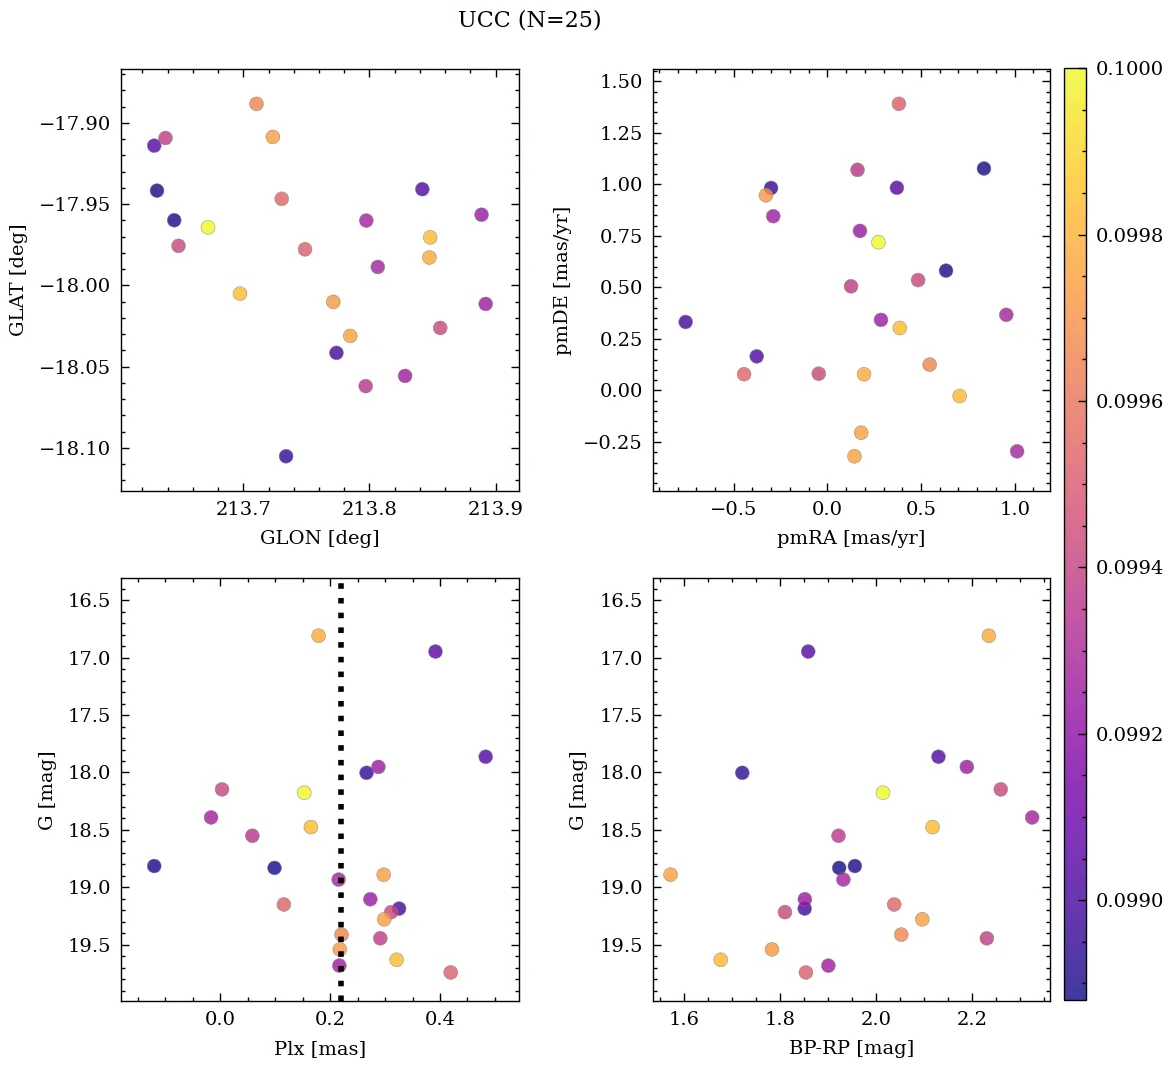 UCC (N=25)
−17.90
−17.95
−18.00
−18.05
−18.10
GLAT [deg]
213.7 213.8 213.9
GLON [deg]
1.50
1.25
1.00
0.75
0.50
0.25
0.00
−0.25
pmDE [mas/yr]
−0.5 0.0 0.5 1.0
pmRA [mas/yr]
0.1000
0.0998
0.0996
0.0994
0.0992
0.0990
16.5
17.0
17.5
18.0
18.5
19.0
19.5
G [mag]
0.0 0.2 0.4
Plx [mas]
16.5
17.0
17.5
18.0
18.5
19.0
19.5
G [mag]
1.6 1.8 2.0 2.2
BP-RP [mag]